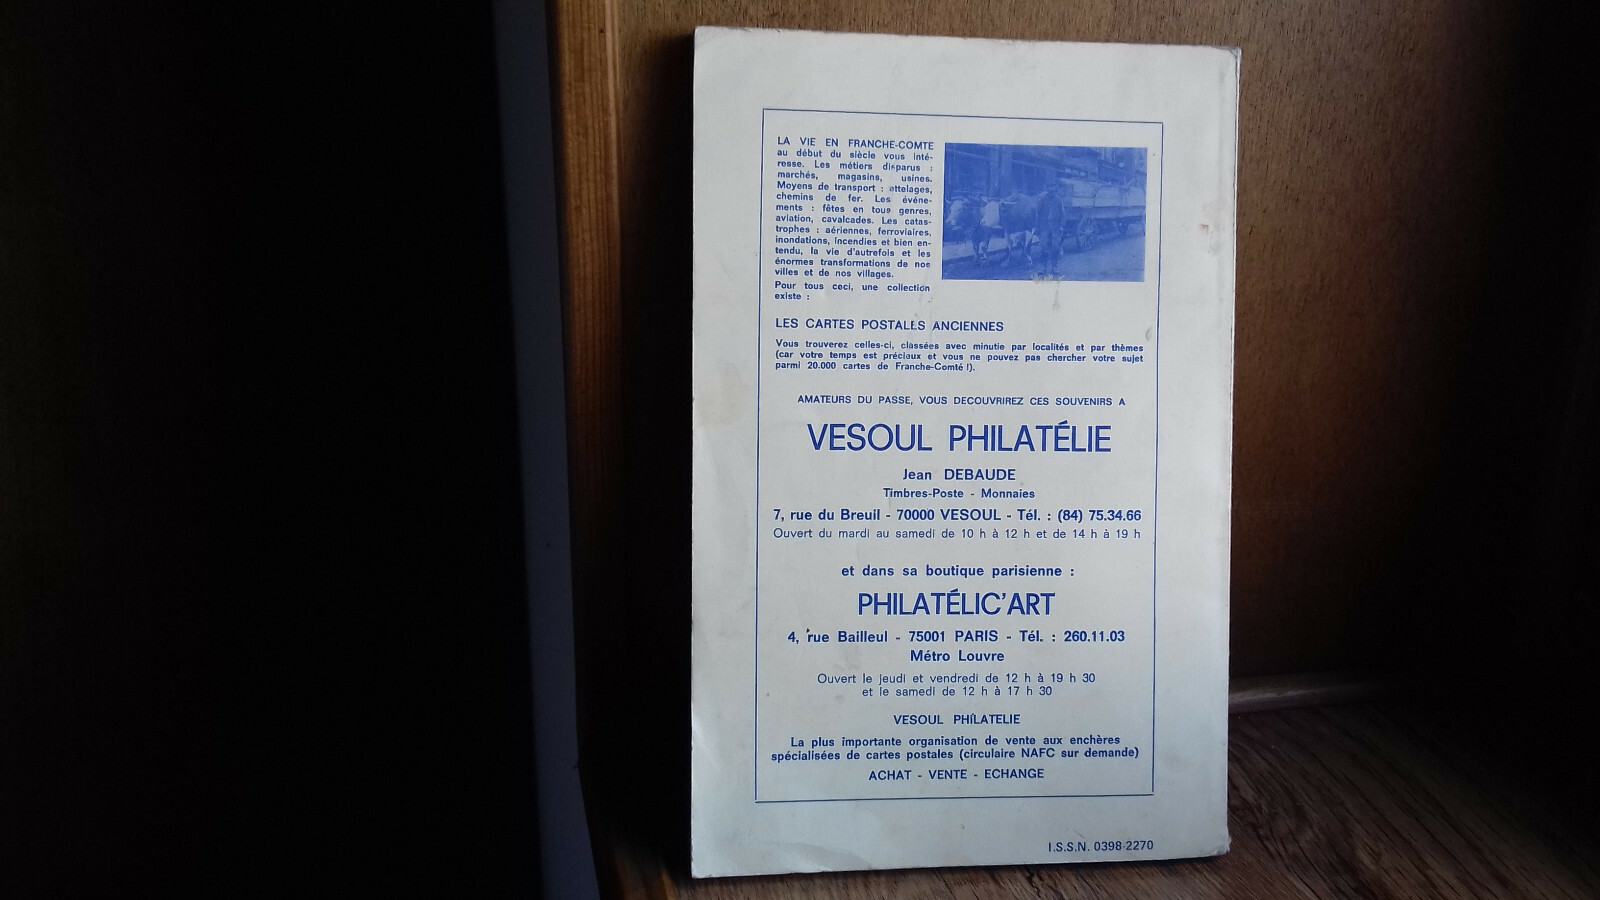 LA VIE EN FRANCHE-COMTE
au début du siècle vous inté-
resse. Les métiers disparus :
marchés, magasins, usines.
Moyens de transport : attelages,
chemins de fer. Les événe-
ments : fêtes en tous genres,
aviation, cavalcades. Les catas-
trophes : aériennes, ferroviaires,
inondations, incendies et bien en-
tendu, la vie d'autrefois et les
énormes transformations de nos
villes et de nos villages.
Pour tous ceci, une collection
existe :
LES CARTES POSTALES ANCIENNES
Vous trouverez celles-ci, classées avec minutie par localités et par thèmes
(car votre temps est précieux et vous ne pouvez pas chercher votre sujet
parmi 20.000 cartes de Franche-Comté !).
AMATEURS DU PASSE, VOUS DECOUVRIREZ CES SOUVENIRS A
VESOUL PHILATÉLIE
Jean DEBAUDE
Timbres-Poste - Monnaies
7, rue du Breuil - 70000 VESOUL - Tél. : (84) 75.34.66
Ouvert du mardi au samedi de 10 h à 12 h et de 14 h à 19 h
et dans sa boutique parisienne :
PHILATÉLIC'ART
4, rue Bailleul - 75001 PARIS - Tél. : 260.11.03
Métro Louvre
Ouvert le jeudi et vendredi de 12 h à 19 h 30
et le samedi de 12 h à 17 h 30
VESOUL PHILATELIE
La plus importante organisation de vente aux enchères
spécialisées de cartes postales (circulaire NAFC sur demande)
ACHAT - VENTE - ECHANGE
I.S.S.N. 0398-2270